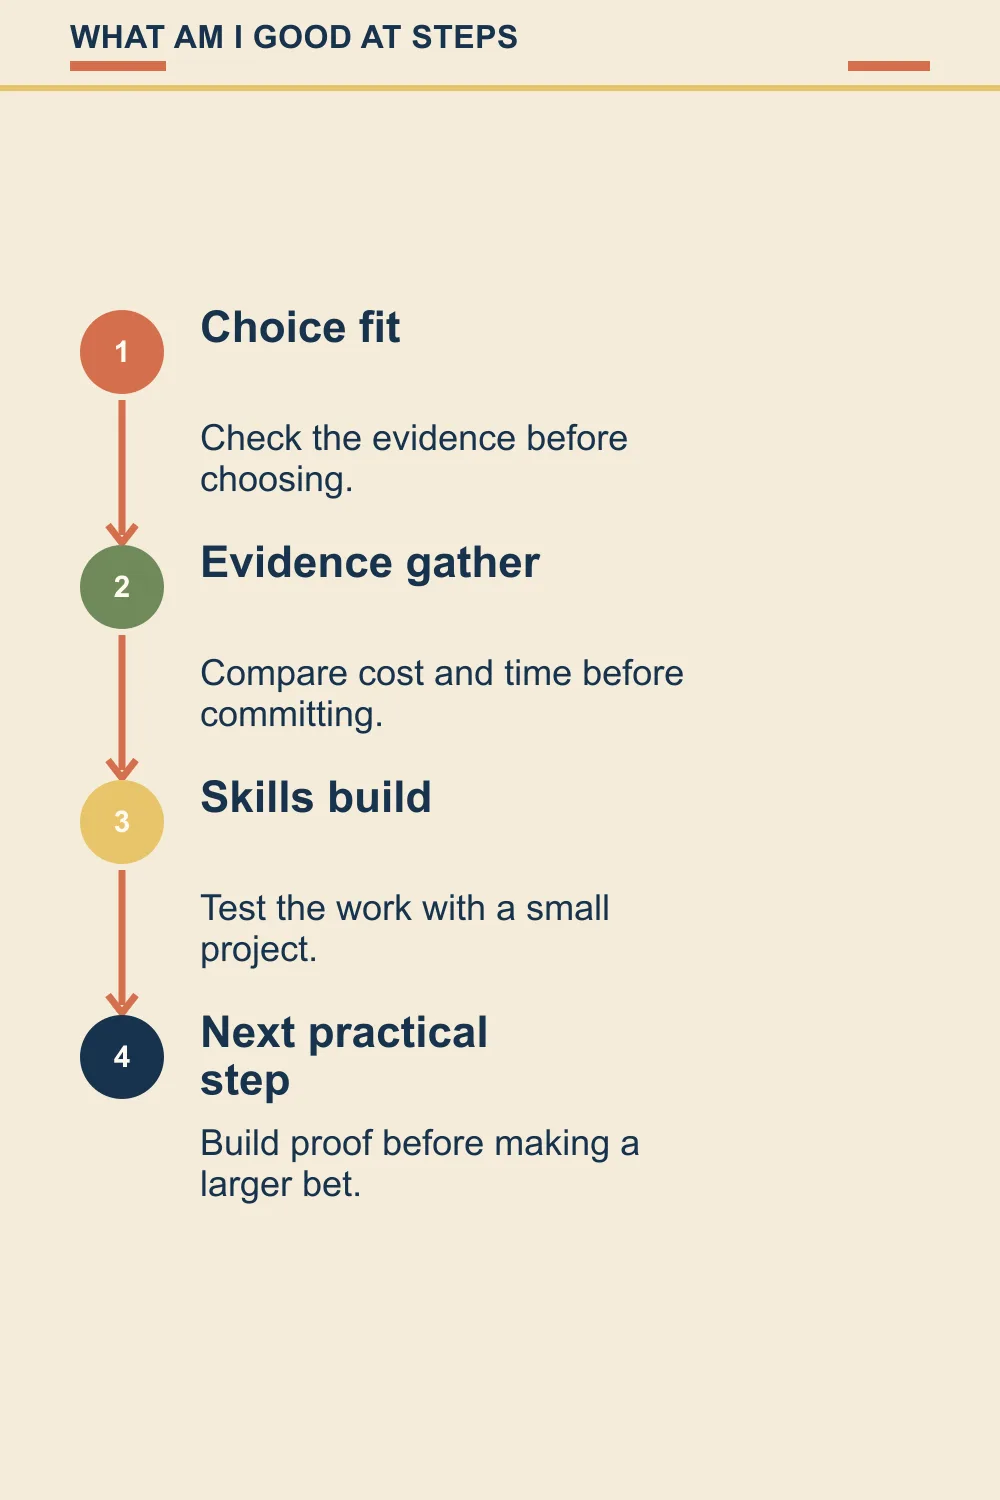 WHAT AM I GOOD AT STEPS
1
Choice fit
Check the evidence before
choosing.
2
Evidence gather
Compare cost and time before
committing.
3
Skills build
Test the work with a small
project.
4
Next practical
step
Build proof before making a
larger bet.